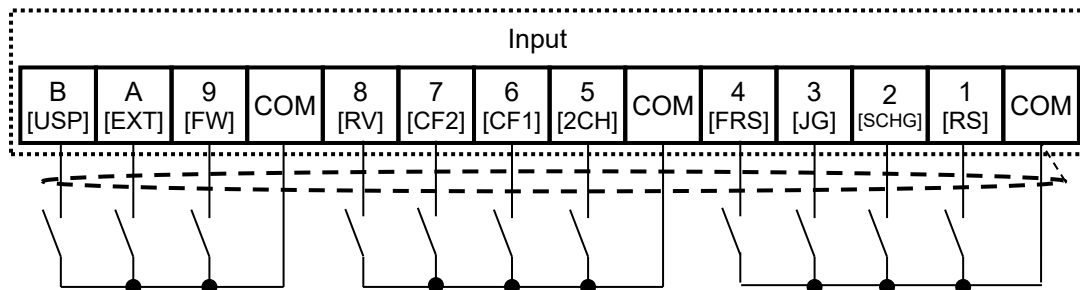 Input
B A 9 COM 8 7 6 5 COM 4 3 2 1 COM
[USP] [EXT] [FW] [RV] [CF2] [CF1] [2CH] [FRS] [JG] [SCHG] [RS]